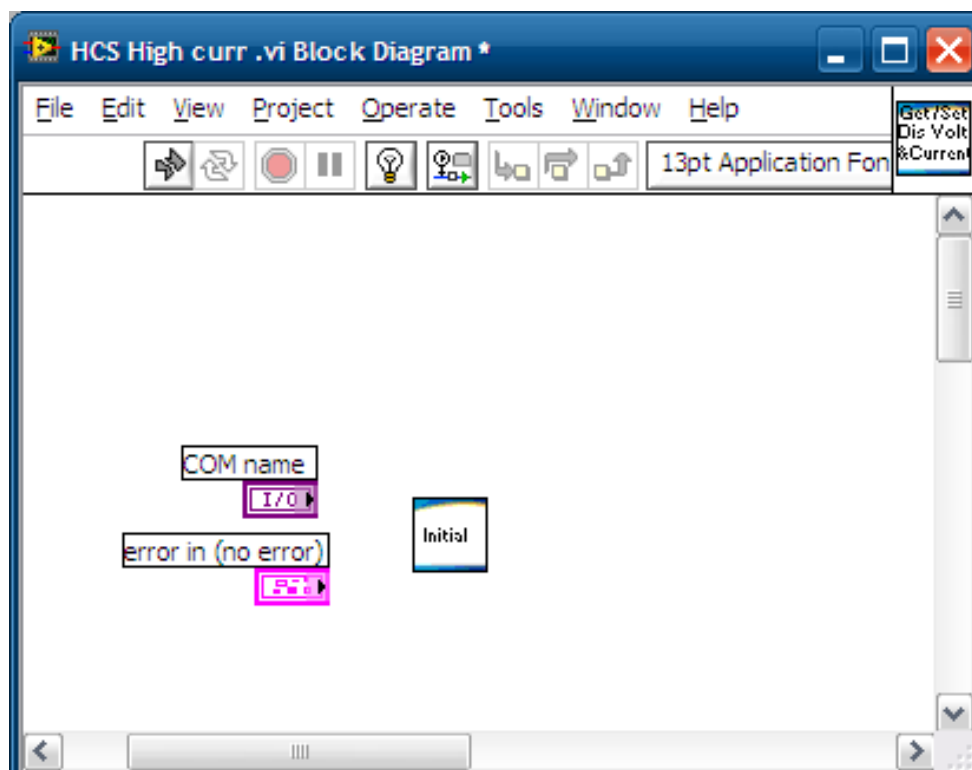 HCS High curr .vi Block Diagram *
File Edit View Project Operate Tools Window Help
Get/Set
Dis Volt
&Current
13pt Application Fon
COM name
I/O
Initial
error in (no error)